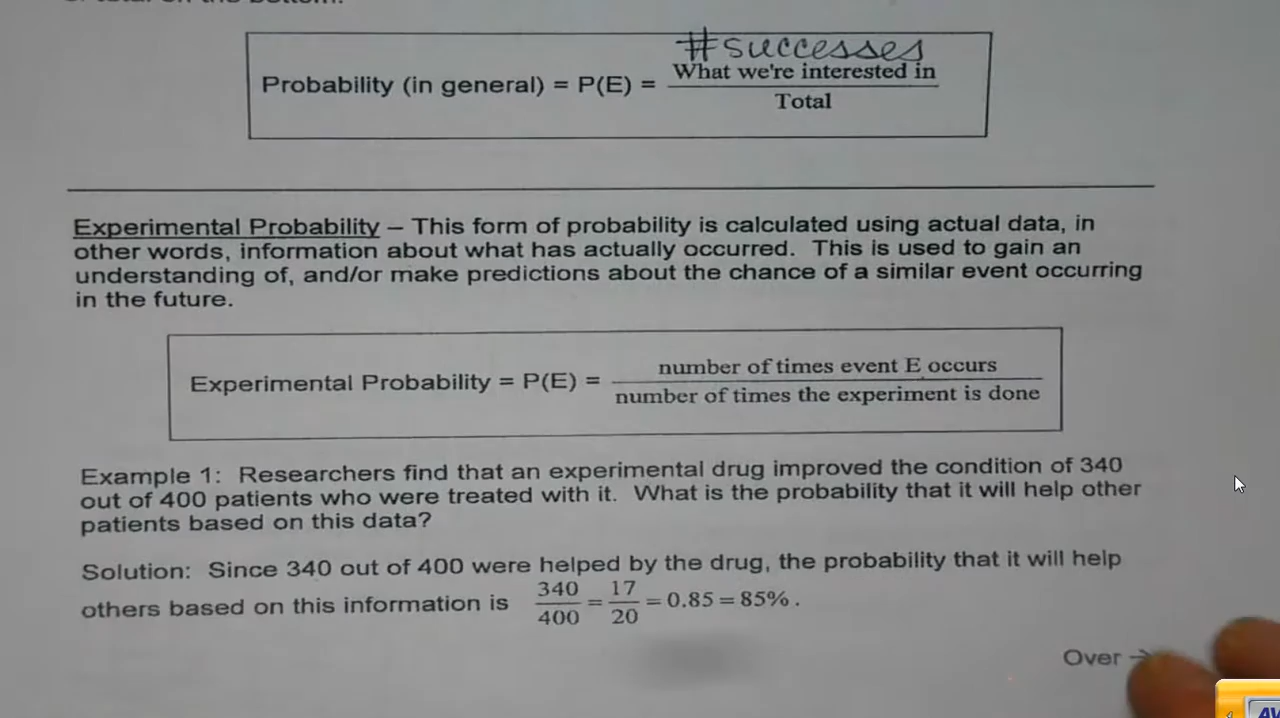 #successes
Probability (in general) = P(E) = What we're interested in / Total
Experimental Probability – This form of probability is calculated using actual data, in
other words, information about what has actually occurred. This is used to gain an
understanding of, and/or make predictions about the chance of a similar event occurring
in the future.
Experimental Probability = P(E) = number of times event E occurs / number of times the experiment is done
Example 1: Researchers find that an experimental drug improved the condition of 340
out of 400 patients who were treated with it. What is the probability that it will help other
patients based on this data?
Solution: Since 340 out of 400 were helped by the drug, the probability that it will help
others based on this information is 340/400 = 17/20 = 0.85 = 85%.
Over →